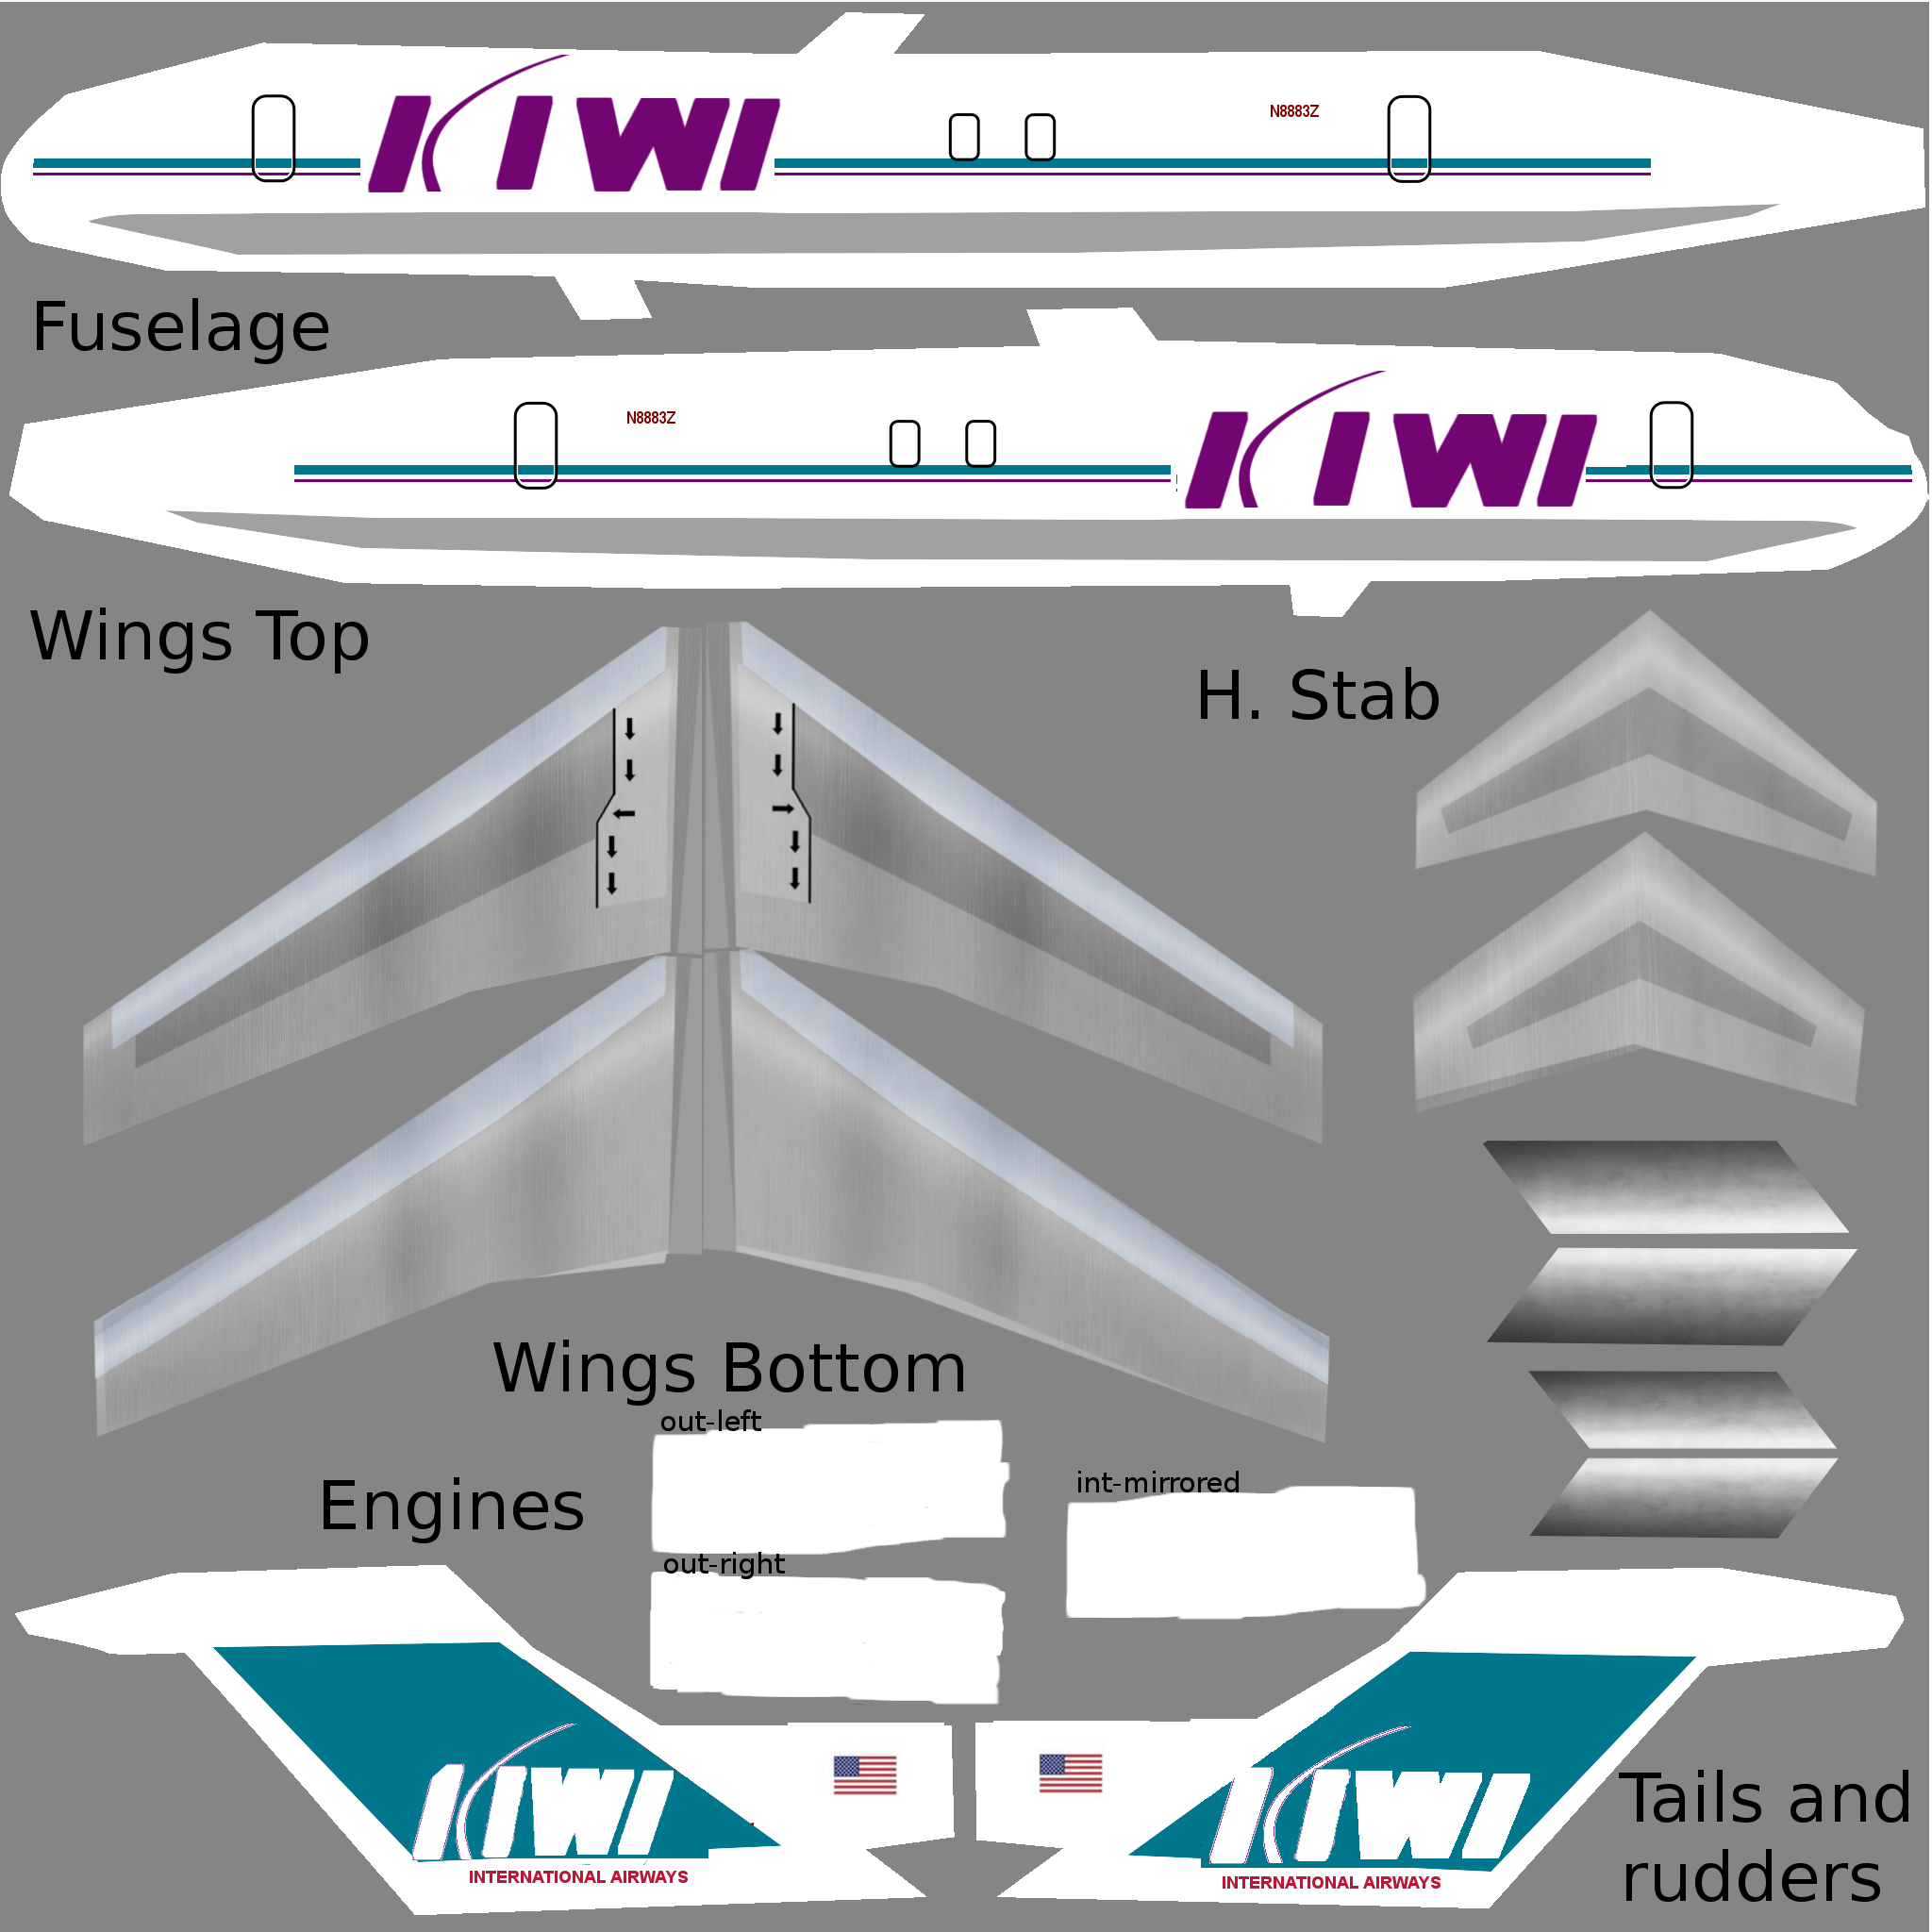 KIWI
N8883Z
Fuselage
N8883Z
KIWI
Wings Top
H. Stab
Wings Bottom
out-left
Engines
int-mirrored
out-right
KIWI
INTERNATIONAL AIRWAYS
KIWI
INTERNATIONAL AIRWAYS
Tails and
rudders